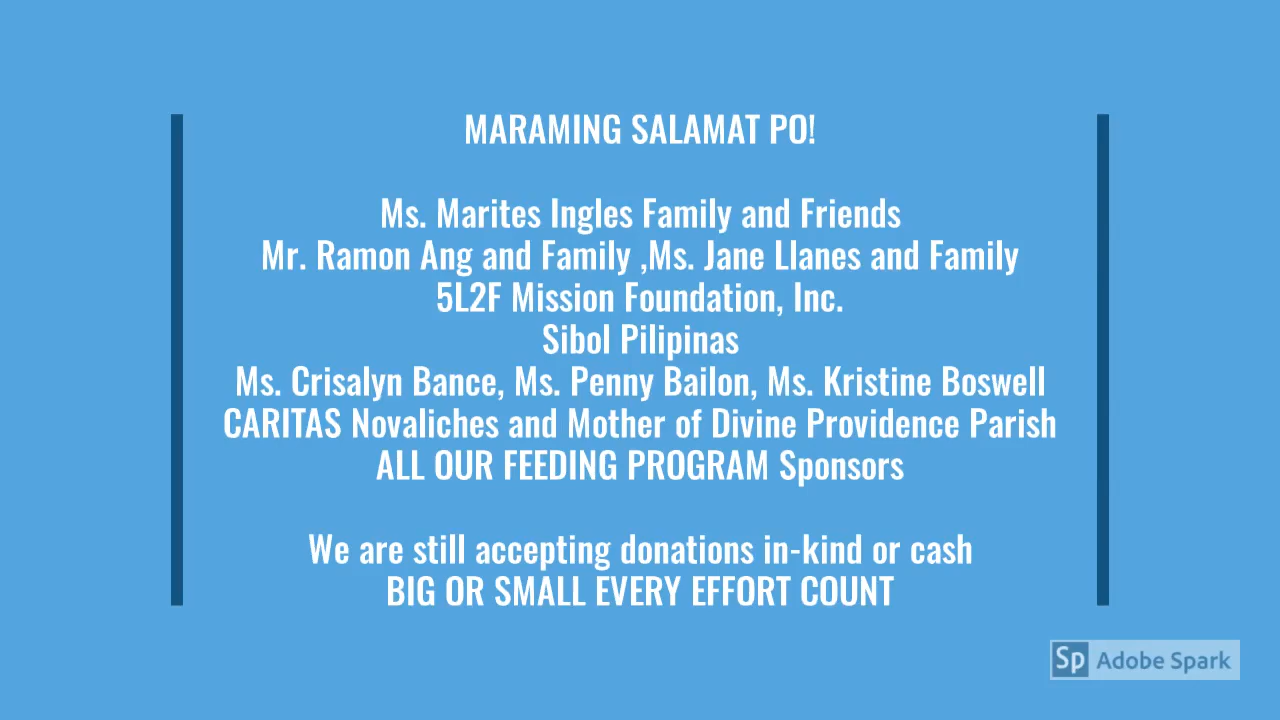 MARAMING SALAMAT PO!
Ms. Marites Ingles Family and Friends
Mr. Ramon Ang and Family ,Ms. Jane Llanes and Family
5L2F Mission Foundation, Inc.
Sibol Pilipinas
Ms. Crisalyn Bance, Ms. Penny Bailon, Ms. Kristine Boswell
CARITAS Novaliches and Mother of Divine Providence Parish
ALL OUR FEEDING PROGRAM Sponsors
We are still accepting donations in-kind or cash
BIG OR SMALL EVERY EFFORT COUNT
Sp Adobe Spark